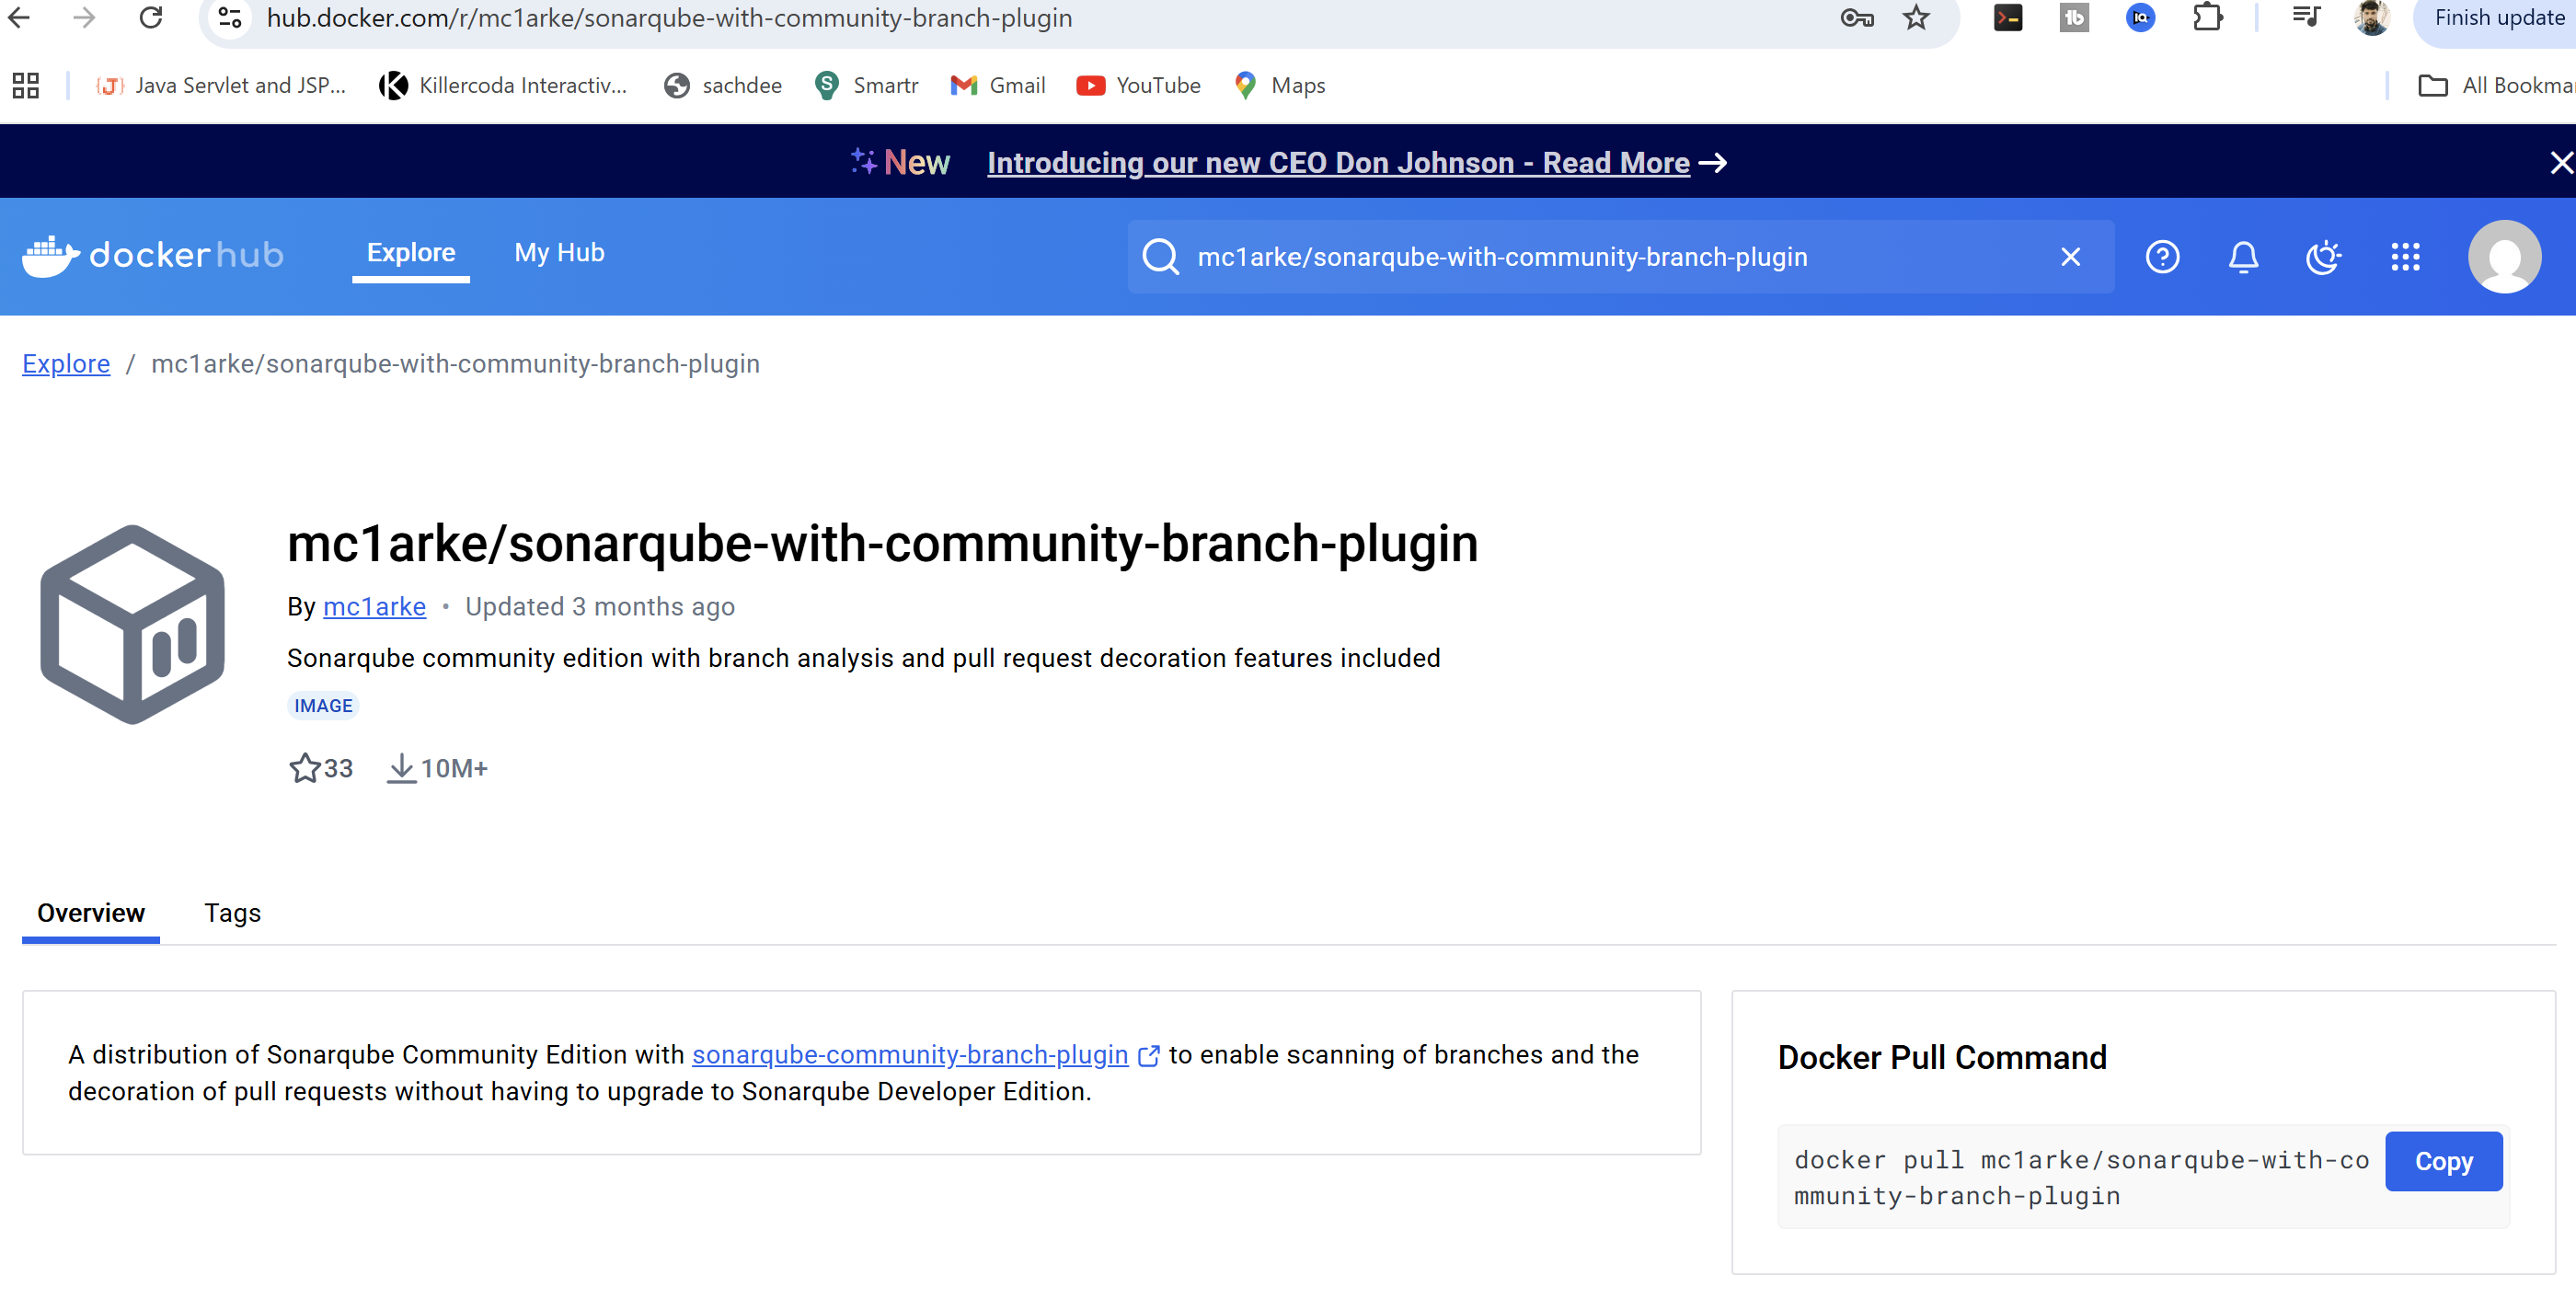 hub.docker.com/r/mc1arke/sonarqube-with-community-branch-plugin
Finish update
Java Servlet and JSP...
Killercoda Interactiv...
sachdee
Smartr
Gmail
YouTube
Maps
All Bookma
New
Introducing our new CEO Don Johnson - Read More
dockerhub
Explore
My Hub
mc1arke/sonarqube-with-community-branch-plugin
Explore / mc1arke/sonarqube-with-community-branch-plugin
mc1arke/sonarqube-with-community-branch-plugin
By mc1arke • Updated 3 months ago
Sonarqube community edition with branch analysis and pull request decoration features included
IMAGE
33
10M+
Overview
Tags
A distribution of Sonarqube Community Edition with sonarqube-community-branch-plugin to enable scanning of branches and the
decoration of pull requests without having to upgrade to Sonarqube Developer Edition.
Docker Pull Command
docker pull mc1arke/sonarqube-with-co
mmunity-branch-plugin
Copy